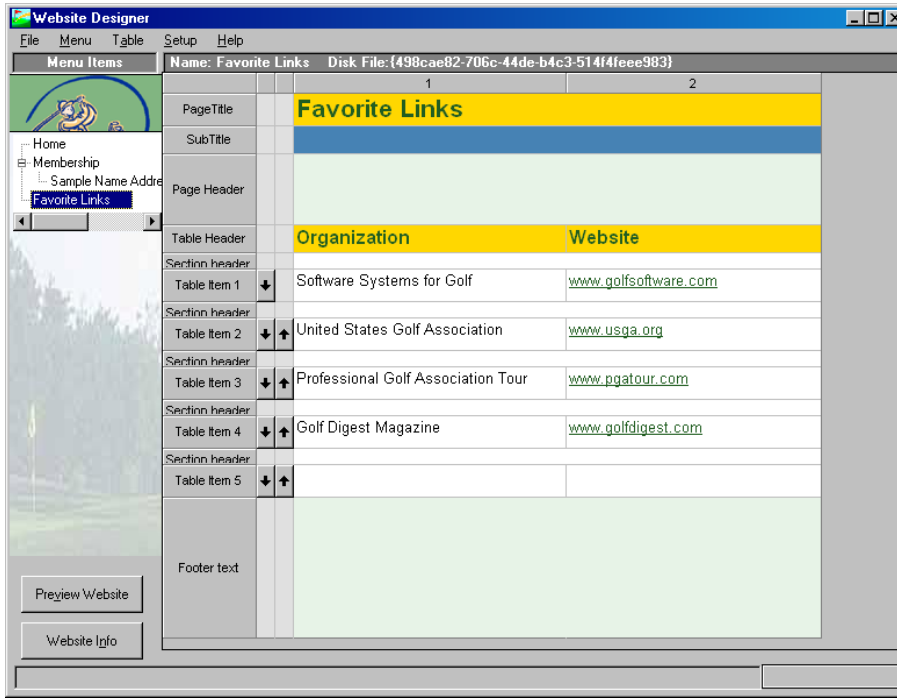 Website Designer
File Menu Table Setup Help
Menu Items
Name: Favorite Links Disk File:{498cae82-706c-44de-b4c3-514f4feee983}
1 2
PageTitle Favorite Links
SubTitle
Home
Membership
Sample Name Addre
Favorite Links
Page Header
Table Header Organization Website
Section header
Table Item 1 Software Systems for Golf www.golfsoftware.com
Section header
Table Item 2 United States Golf Association www.usga.org
Section header
Table Item 3 Professional Golf Association Tour www.pgatour.com
Section header
Table Item 4 Golf Digest Magazine www.golfdigest.com
Section header
Table Item 5
Footer text
Preview Website
Website Info